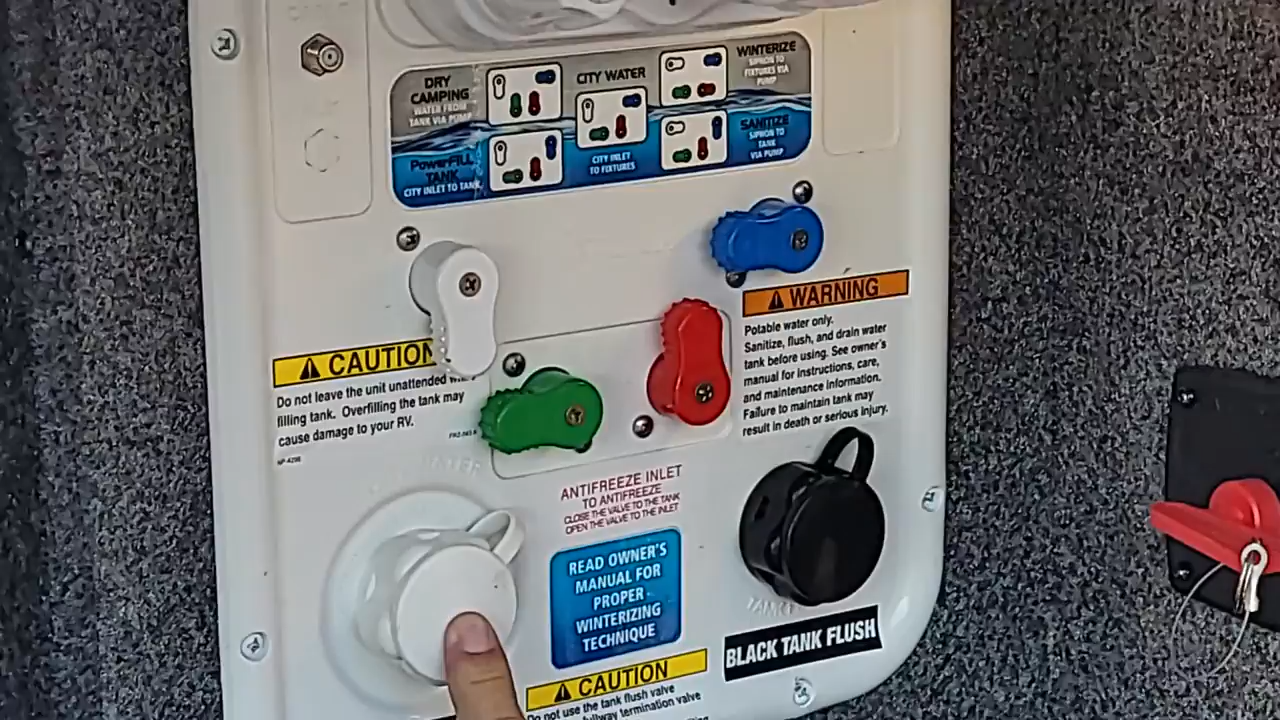 DRY
CAMPING
WATER FROM
TANK VIA PUMP
CITY WATER
WINTERIZE
SIPHON TO
FIXTURES VIA
PUMP
PowerFill
TANK
CITY INLET TO TANK
CITY INLET
TO FIXTURES
SANITIZE
SIPHON TO
TANK
VIA PUMP
WARNING
Potable water only.
Sanitize, flush, and drain water
tank before using. See owner's
manual for instructions, care,
and maintenance information.
Failure to maintain tank may
result in death or serious injury.
CAUTION
Do not leave the unit unattended
filling tank. Overfilling the tank may
cause damage to your RV.
WATER
ANTIFREEZE INLET
TO ANTIFREEZE
CLOSE THE VALVE TO THE TANK
OPEN THE VALVE TO THE INLET
READ OWNER'S
MANUAL FOR
PROPER
WINTERIZING
TECHNIQUE
TANK
BLACK TANK FLUSH
CAUTION
Do not use the tank flush valve
termination valve